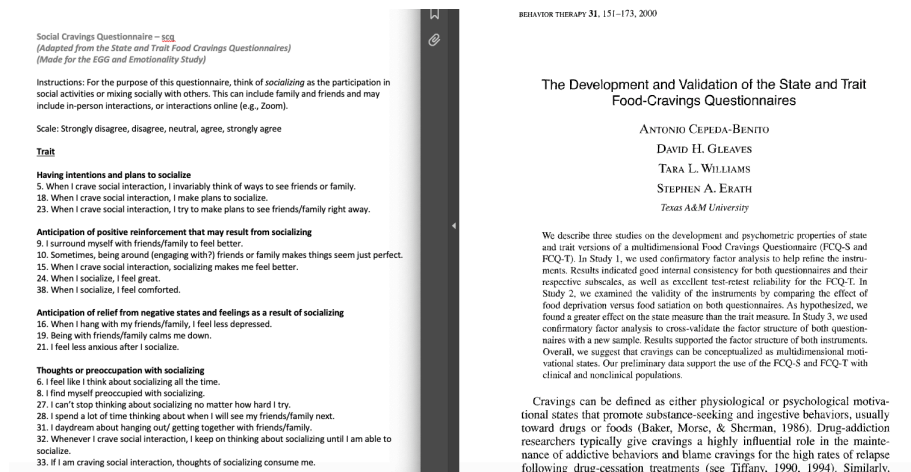 Social Cravings Questionnaire – scq
(Adapted from the State and Trait Food Cravings Questionnaires)
(Made for the EGG and Emotionality Study)
Instructions: For the purpose of this questionnaire, think of socializing as the participation in
social activities or mixing socially with others. This can include family and friends and may
include in-person interactions, or interactions online (e.g., Zoom).
Scale: Strongly disagree, disagree, neutral, agree, strongly agree
Trait
Having intentions and plans to socialize
5. When I crave social interaction, I invariably think of ways to see friends or family.
18. When I crave social interaction, I make plans to socialize.
23. When I crave social interaction, I try to make plans to see friends/family right away.
Anticipation of positive reinforcement that may result from socializing
9. I surround myself with friends/family to feel better.
10. Sometimes, being around (engaging with?) friends or family makes things seem just perfect.
15. When I crave social interaction, socializing makes me feel better.
24. When I socialize, I feel great.
38. When I socialize, I feel comforted.
Anticipation of relief from negative states and feelings as a result of socializing
16. When I hang with my friends/family, I feel less depressed.
19. Being with friends/family calms me down.
21. I feel less anxious after I socialize.
Thoughts or preoccupation with socializing
6. I feel like I think about socializing all the time.
8. I find myself preoccupied with socializing.
27. I can't stop thinking about socializing no matter how hard I try.
28. I spend a lot of time thinking about when I will see my friends/family next.
31. I daydream about hanging out/ getting together with friends/family.
32. Whenever I crave social interaction, I keep on thinking about socializing until I am able to
socialize.
33. If I am craving social interaction, thoughts of socializing consume me.
BEHAVIOR THERAPY 31, 151–173, 2000
The Development and Validation of the State and Trait
Food-Cravings Questionnaires
ANTONIO CEPEDA-BENITO
DAVID H. GLEAVES
TARA L. WILLIAMS
STEPHEN A. ERATH
Texas A&M University
We describe three studies on the development and psychometric properties of state
and trait versions of a multidimensional Food Cravings Questionnaire (FCQ-S and
FCQ-T). In Study 1, we used confirmatory factor analysis to help refine the instru-
ments. Results indicated good internal consistency for both questionnaires and their
respective subscales, as well as excellent test-retest reliability for the FCQ-T. In
Study 2, we examined the validity of the instruments by comparing the effect of
food deprivation versus food satiation on both questionnaires. As hypothesized, we
found a greater effect on the state measure than the trait measure. In Study 3, we used
confirmatory factor analysis to cross-validate the factor structure of both question-
naires with a new sample. Results supported the factor structure of both instruments.
Overall, we suggest that cravings can be conceptualized as multidimensional moti-
vational states. Our preliminary data support the use of the FCQ-S and FCQ-T with
clinical and nonclinical populations.
Cravings can be defined as either physiological or psychological motiva-
tional states that promote substance-seeking and ingestive behaviors, usually
toward drugs or foods (Baker, Morse, & Sherman, 1986). Drug-addiction
researchers typically give cravings a highly influential role in the mainte-
nance of addictive behaviors and blame cravings for the high rates of relapse
following drug-cessation treatments (see Tiffany, 1990, 1994). Similarly,